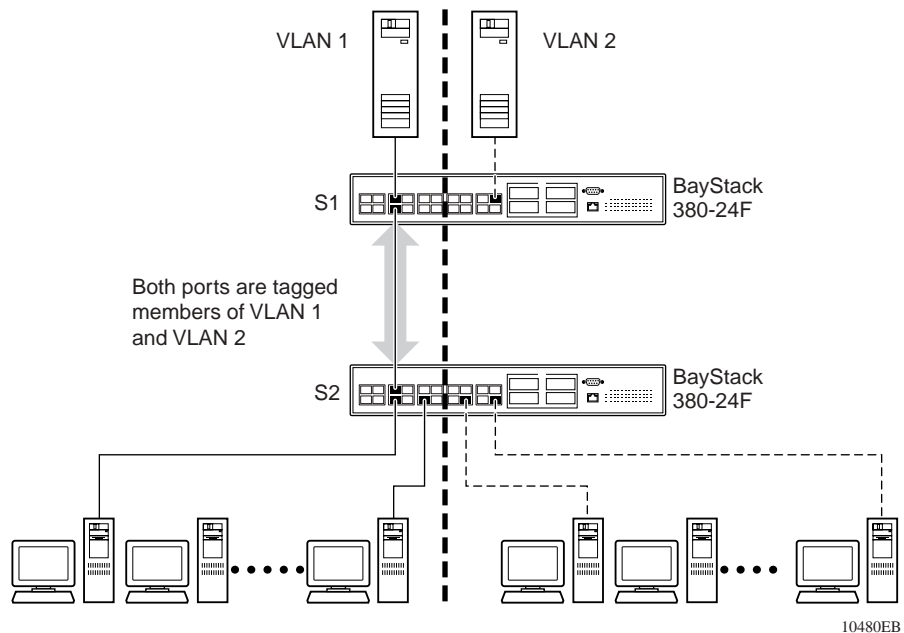 VLAN 1
VLAN 2
S1
BayStack
380-24F
Both ports are tagged
members of VLAN 1
and VLAN 2
S2
BayStack
380-24F
10480EB